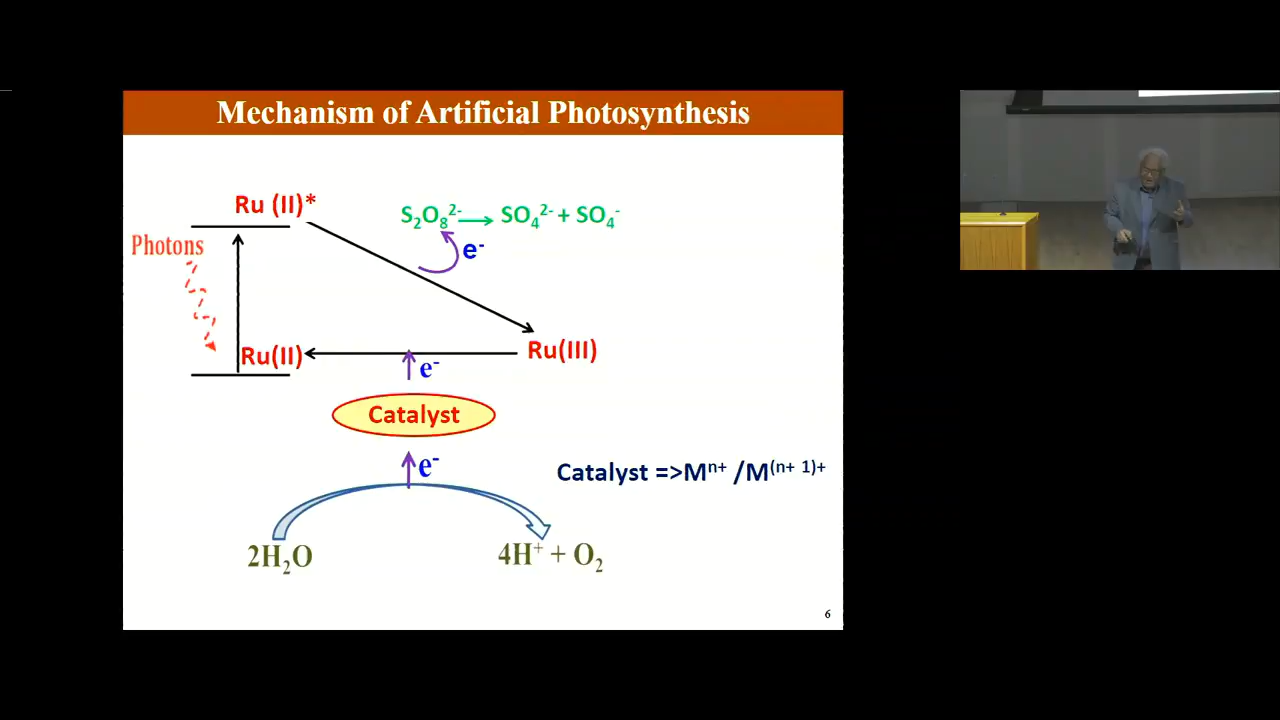 Mechanism of Artificial Photosynthesis
Ru (II)*
S₂O₈²⁻ → SO₄²⁻ + SO₄⁻
Photons
e⁻
Ru(II)
Ru(III)
e⁻
Catalyst
e⁻
Catalyst =>Mⁿ⁺ /M⁽ⁿ⁺ ¹⁾⁺
2H₂O
4H⁺ + O₂
6